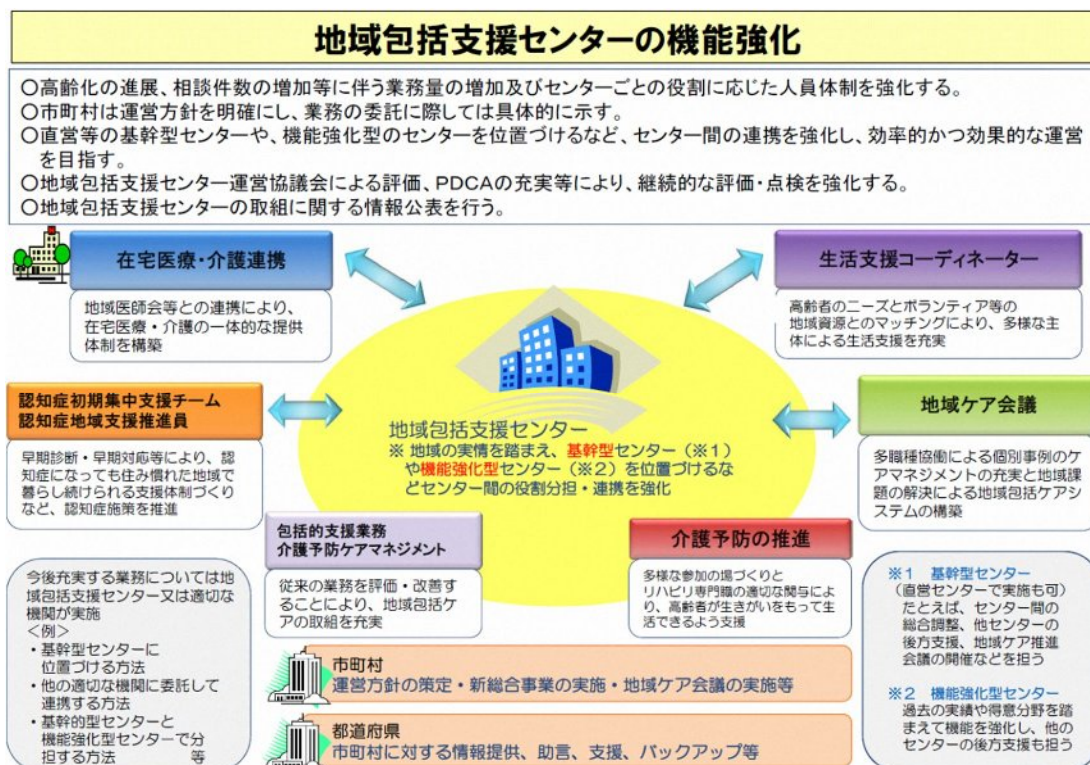 地域包括支援センターの機能強化
○高齢化の進展、相談件数の増加等に伴う業務量の増加及びセンターごとの役割に応じた人員体制を強化する。
○市町村は運営方針を明確にし、業務の委託に際しては具体的に示す。
○直営等の基幹型センターや、機能強化型のセンターを位置づけるなど、センター間の連携を強化し、効率的かつ効果的な運営
を目指す。
○地域包括支援センター運営協議会による評価、PDCAの充実等により、継続的な評価・点検を強化する。
○地域包括支援センターの取組に関する情報公表を行う。
在宅医療・介護連携
地域医師会等との連携により、
在宅医療・介護の一体的な提供
体制を構築
生活支援コーディネーター
高齢者のニーズとボランティア等の
地域資源とのマッチングにより、多様な主
体による生活支援を充実
認知症初期集中支援チーム
認知症地域支援推進員
早期診断・早期対応等により、認
知症になっても住み慣れた地域で
暮らし続けられる支援体制づくり
など、認知症施策を推進
地域包括支援センター
※ 地域の実情を踏まえ、基幹型センター（※1）
や機能強化型センター（※2）を位置づけるな
どセンター間の役割分担・連携を強化
地域ケア会議
多職種協働による個別事例のケ
アマネジメントの充実と地域課
題の解決による地域包括ケアシ
ステムの構築
包括的支援業務
介護予防ケアマネジメント
従来の業務を評価・改善す
ることにより、地域包括ケ
アの取組を充実
介護予防の推進
多様な参加の場づくりと
リハビリ専門職の適切な関与によ
り、高齢者が生きがいをもって生
活できるよう支援
今後充実する業務については地
域包括支援センター又は適切な
機関が実施
＜例＞
・基幹型センターに
位置づける方法
・他の適切な機関に委託して
連携する方法
・基幹的型センターと
機能強化型センターで分
担する方法 等
市町村
運営方針の策定・新総合事業の実施・地域ケア会議の実施等
都道府県
市町村に対する情報提供、助言、支援、バックアップ等
※1 基幹型センター
（直営センターで実施も可）
たとえば、センター間の
総合調整、他センターの
後方支援、地域ケア推進
会議の開催などを担う
※2 機能強化型センター
過去の実績や得意分野を踏
まえて機能を強化し、他の
センターの後方支援も担う